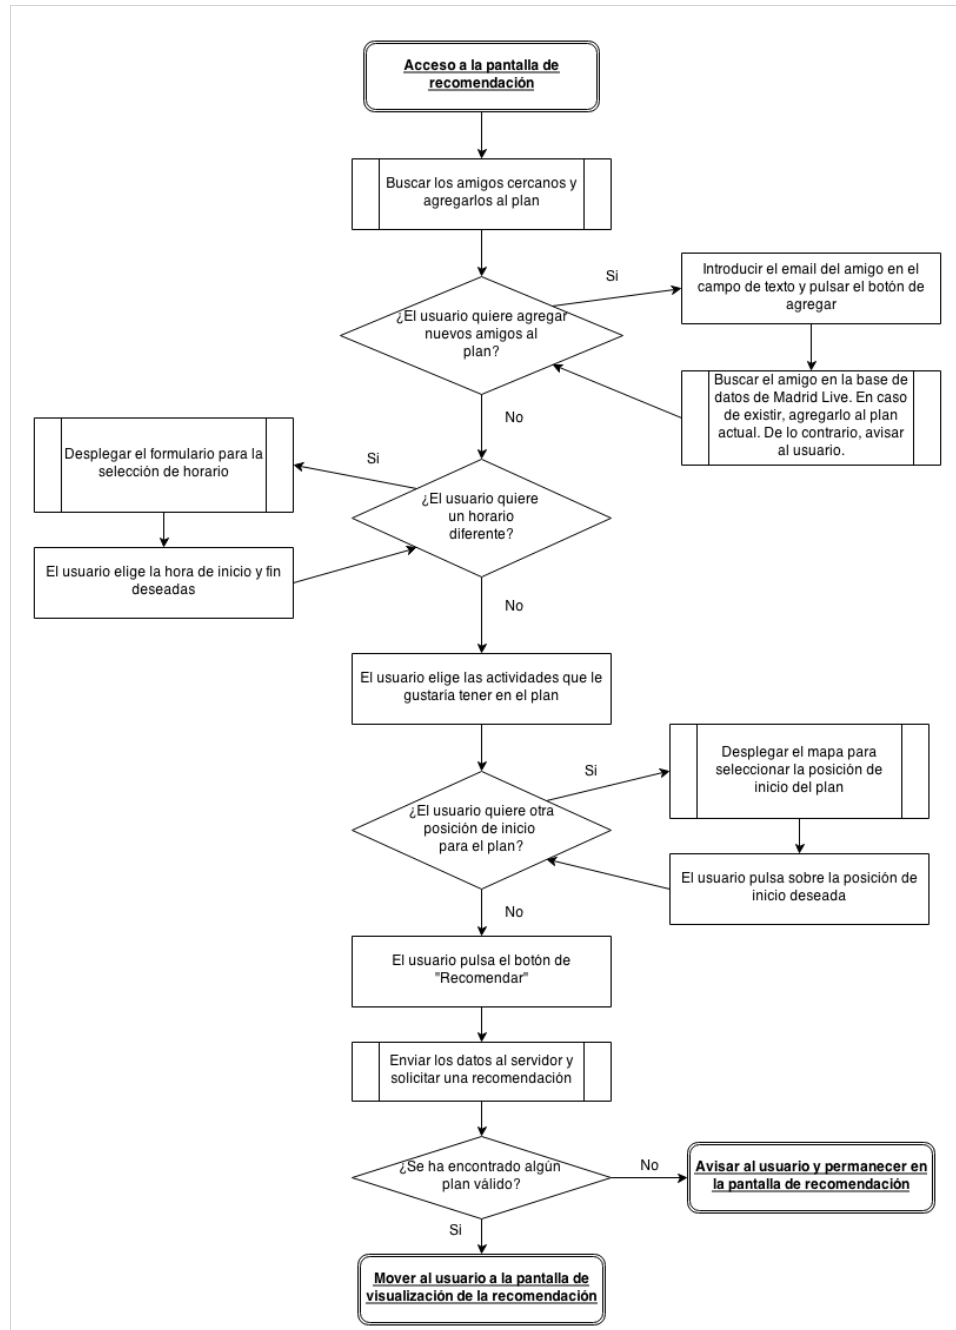 Acceso a la pantalla de
recomendación
Buscar los amigos cercanos y
agregarlos al plan
Si
Introducir el email del amigo en el
campo de texto y pulsar el botón de
agregar
¿El usuario quiere agregar
nuevos amigos al
plan?
Buscar el amigo en la base de
datos de Madrid Live. En caso
de existir, agregarlo al plan
actual. De lo contrario, avisar
al usuario.
No
Desplegar el formulario para la
selección de horario
Si
¿El usuario quiere
un horario
diferente?
El usuario elige la hora de inicio y fin
deseadas
No
El usuario elige las actividades que le
gustaría tener en el plan
Si
Desplegar el mapa para
seleccionar la posición de
inicio del plan
¿El usuario quiere otra
posición de inicio
para el plan?
El usuario pulsa sobre la posición de
inicio deseada
No
El usuario pulsa el botón de
"Recomendar"
Enviar los datos al servidor y
solicitar una recomendación
¿Se ha encontrado algún
plan válido?
No
Avisar al usuario y permanecer en
la pantalla de recomendación
Si
Mover al usuario a la pantalla de
visualización de la recomendación